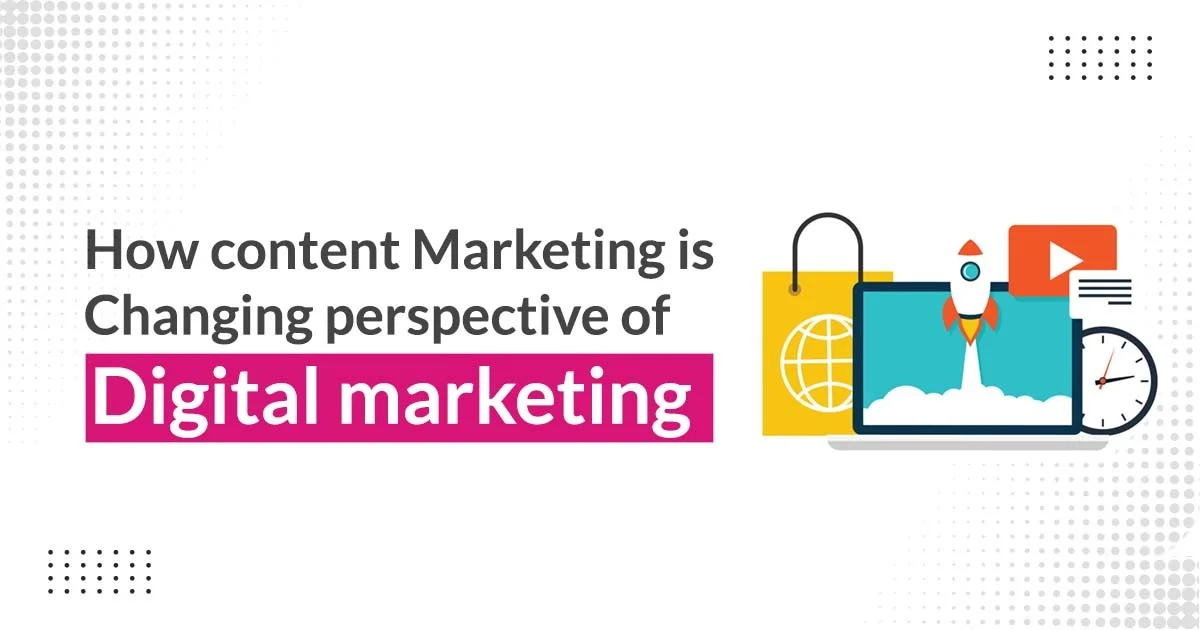 How content Marketing is
Changing perspective of
Digital marketing